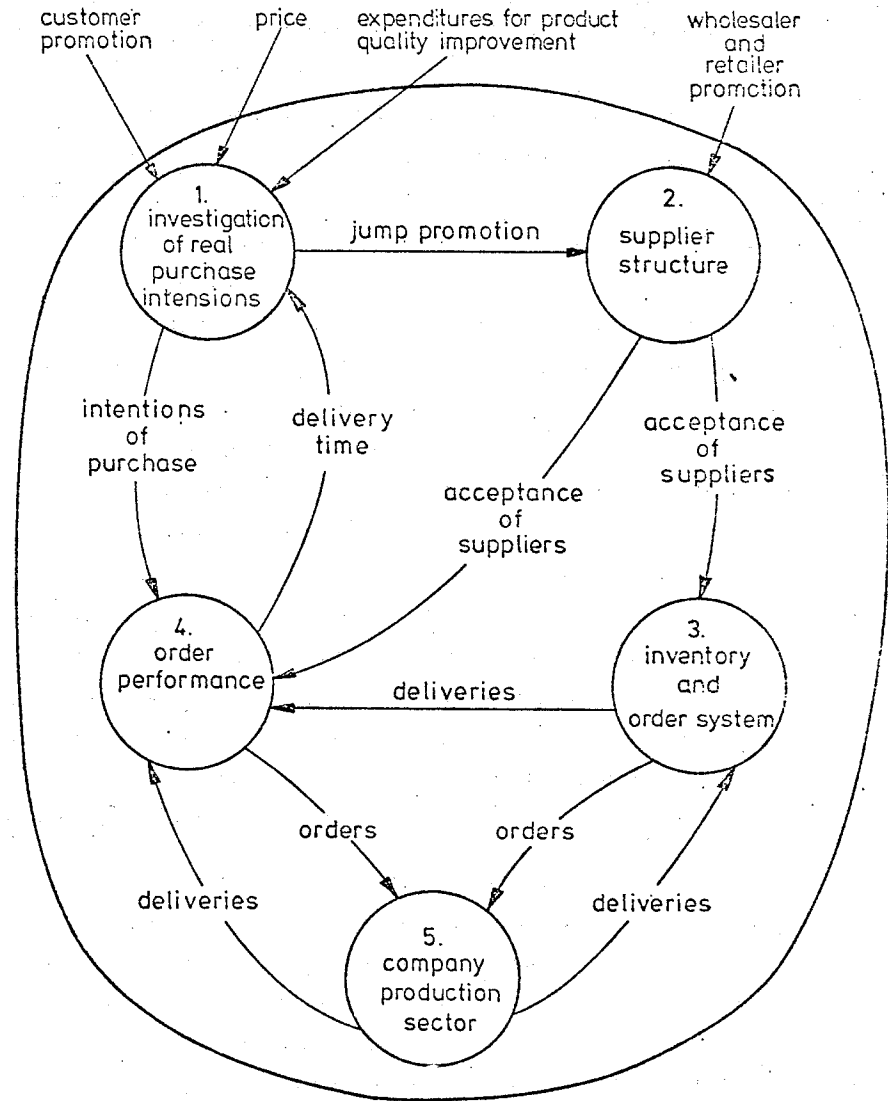 customer
promotion
price
expenditures for product
quality improvement
wholesaler
and
retailer
promotion
1.
investigation
of real
purchase
intensions
jump promotion
2.
supplier
structure
intentions
of
purchase
delivery
time
acceptance
of
suppliers
acceptance
of
suppliers
4.
order
performance
deliveries
3.
inventory
and
order system
orders
orders
deliveries
deliveries
5.
company
production
sector